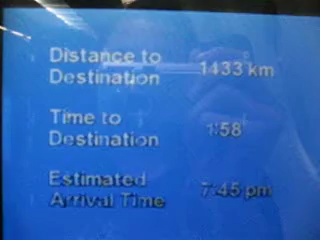 Distance to
Destination 1433 km
Time to
Destination 1:58
Estimated
Arrival Time 7:45 pm